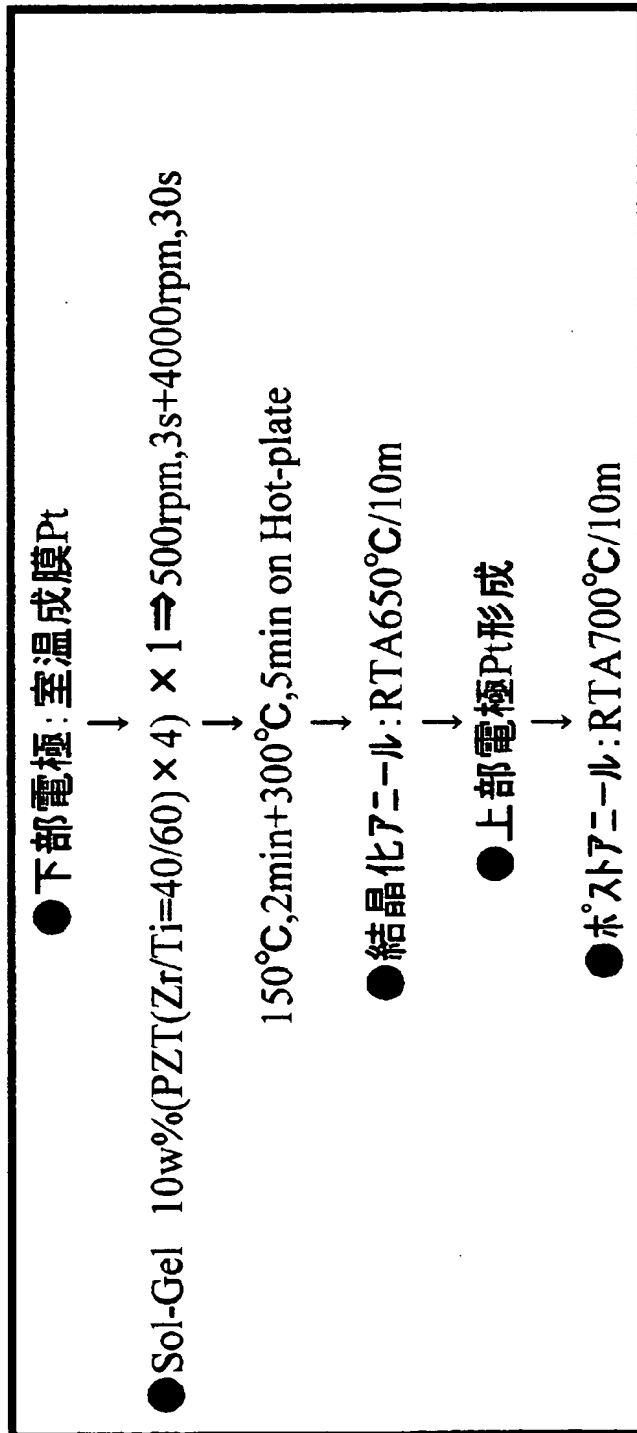 ●下部電極:室温成膜Pt
↓
●Sol-Gel 10w%(PZT(Zr/Ti=40/60)×4) ×1⇒500rpm,3s+4000rpm,30s
↓
150℃,2min+300℃,5min on Hot-plate
↓
●結晶化アニール:RTA650℃/10m
↓
●上部電極Pt形成
↓
●ポストアニール:RTA700℃/10m